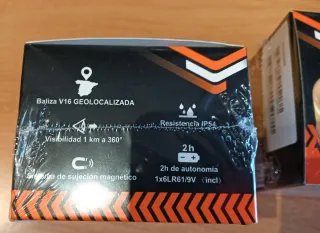 Baliza V16 GEOLOCALIZADA
Resistencia IP54
Visibilidad 1 km a 360°
2h
de sujeción magnético
2h de autonomía
1x6LR61/9V (incl)